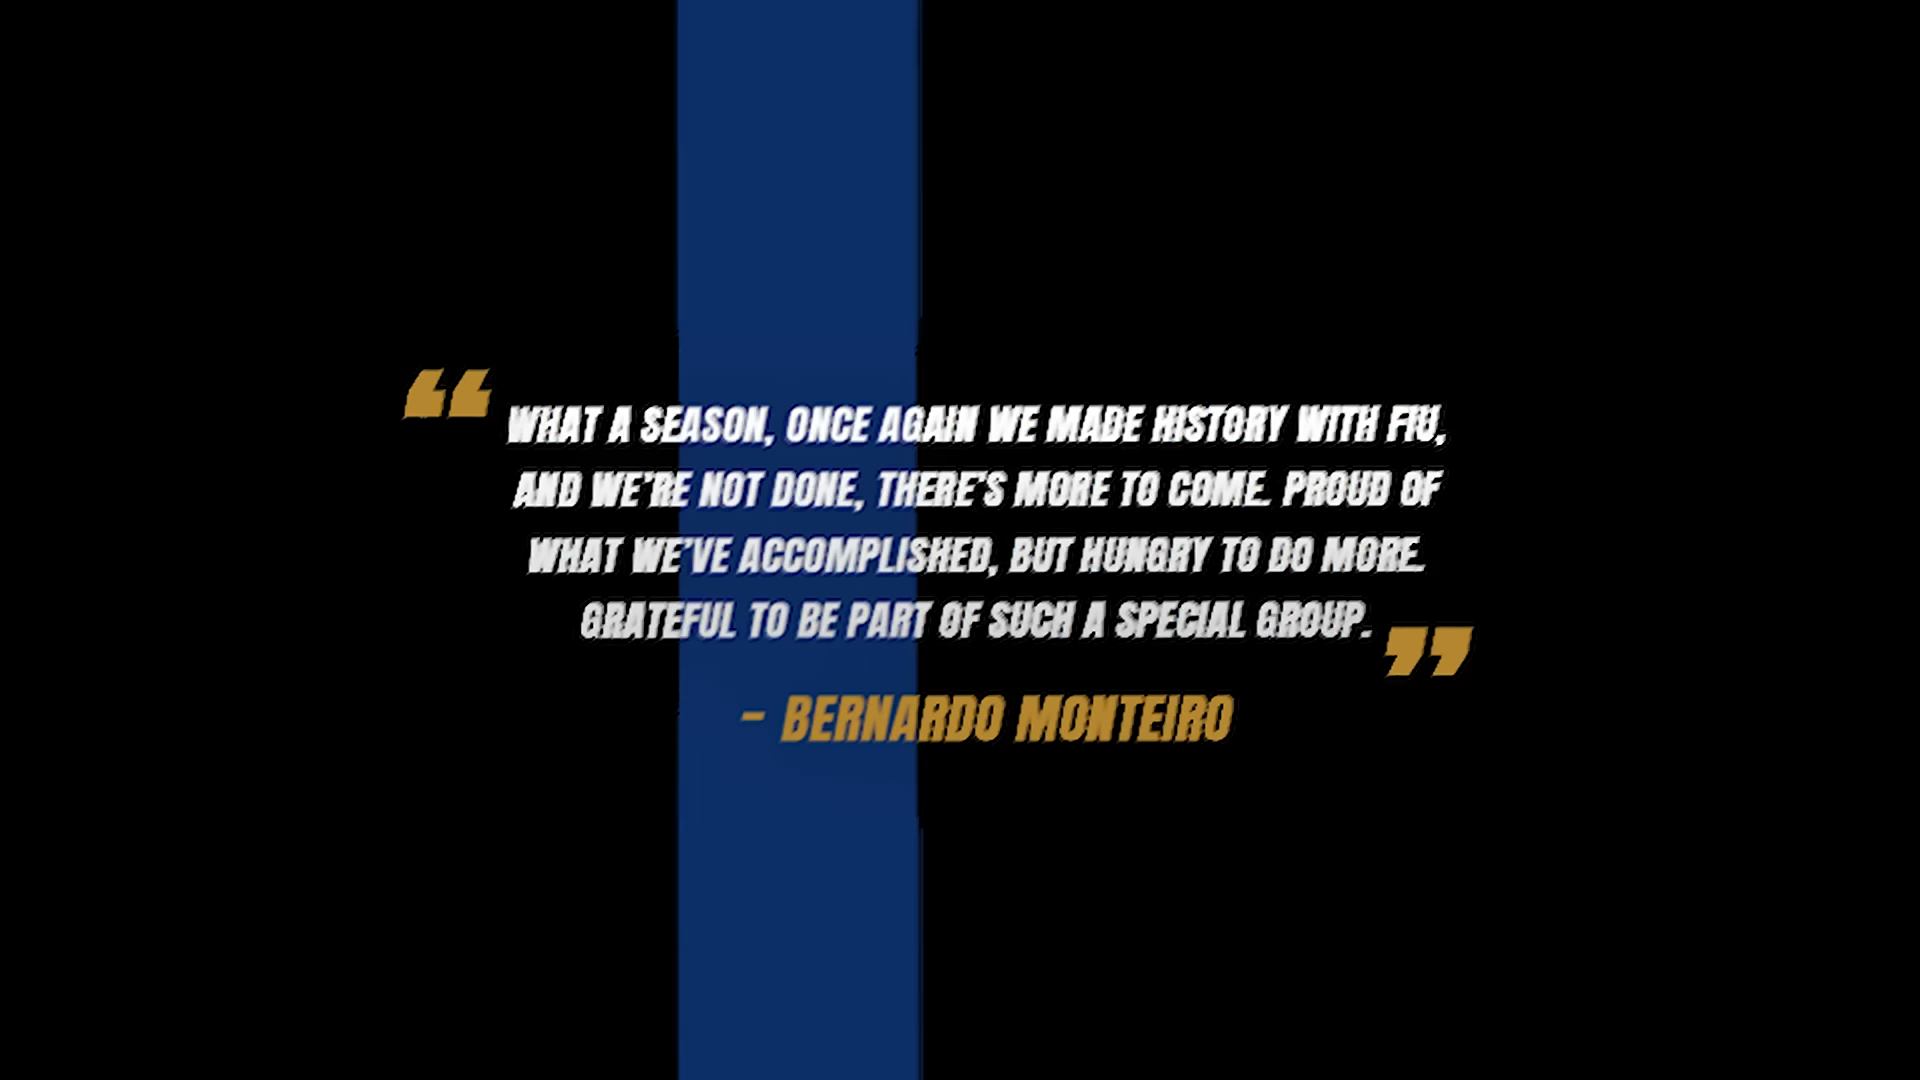 “ WHAT A SEASON, ONCE AGAIN WE MADE HISTORY WITH FIU,
AND WE’RE NOT DONE, THERE’S MORE TO COME. PROUD OF
WHAT WE’VE ACCOMPLISHED, BUT HUNGRY TO DO MORE.
GRATEFUL TO BE PART OF SUCH A SPECIAL GROUP. ”
- BERNARDO MONTEIRO